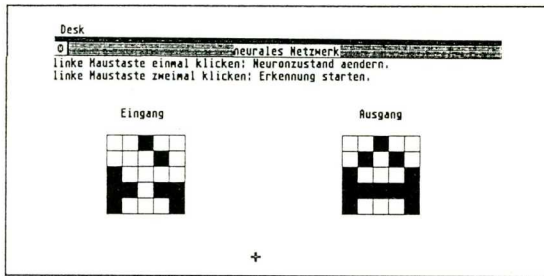 Desk
neurales Netzwerk
linke Maustaste einmal klicken: Neuronzustand aendern.
linke Maustaste zweimal klicken: Erkennung starten.
Eingang Ausgang